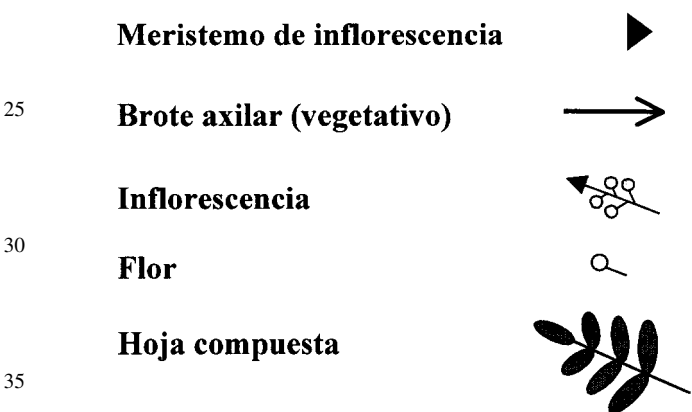 Meristemo de inflorescencia
25
Brote axilar (vegetativo)
Inflorescencia
30
Flor
Hoja compuesta
35